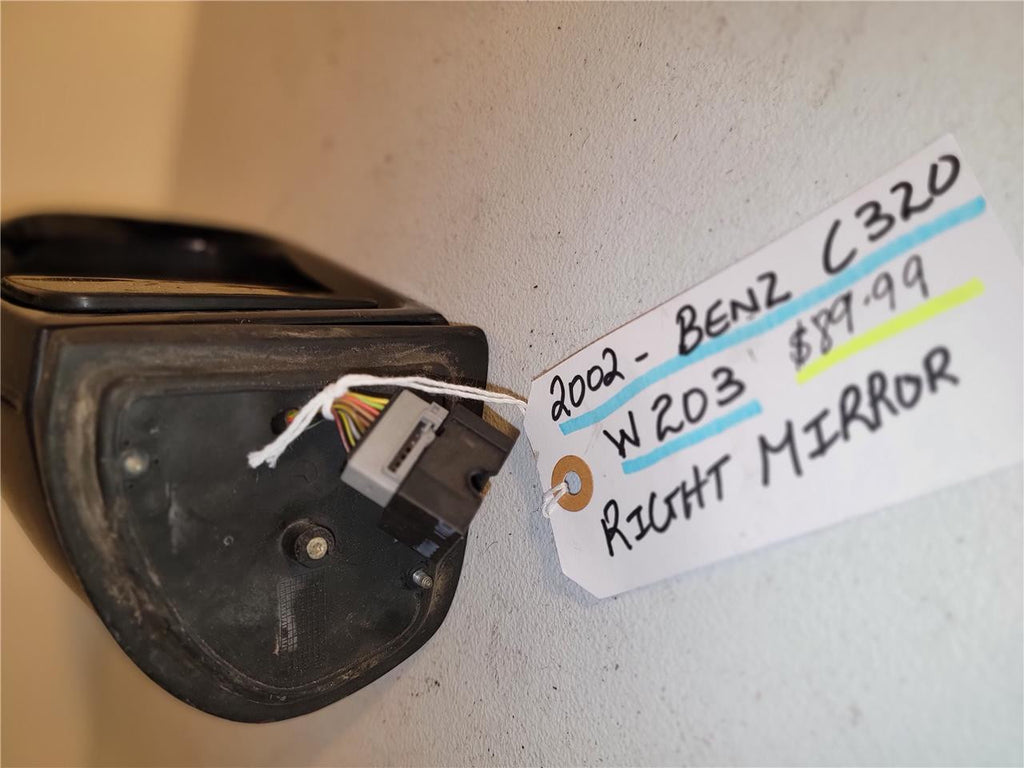 2002 - BENZ C320
W203 $89.99
RIGHT MIRROR